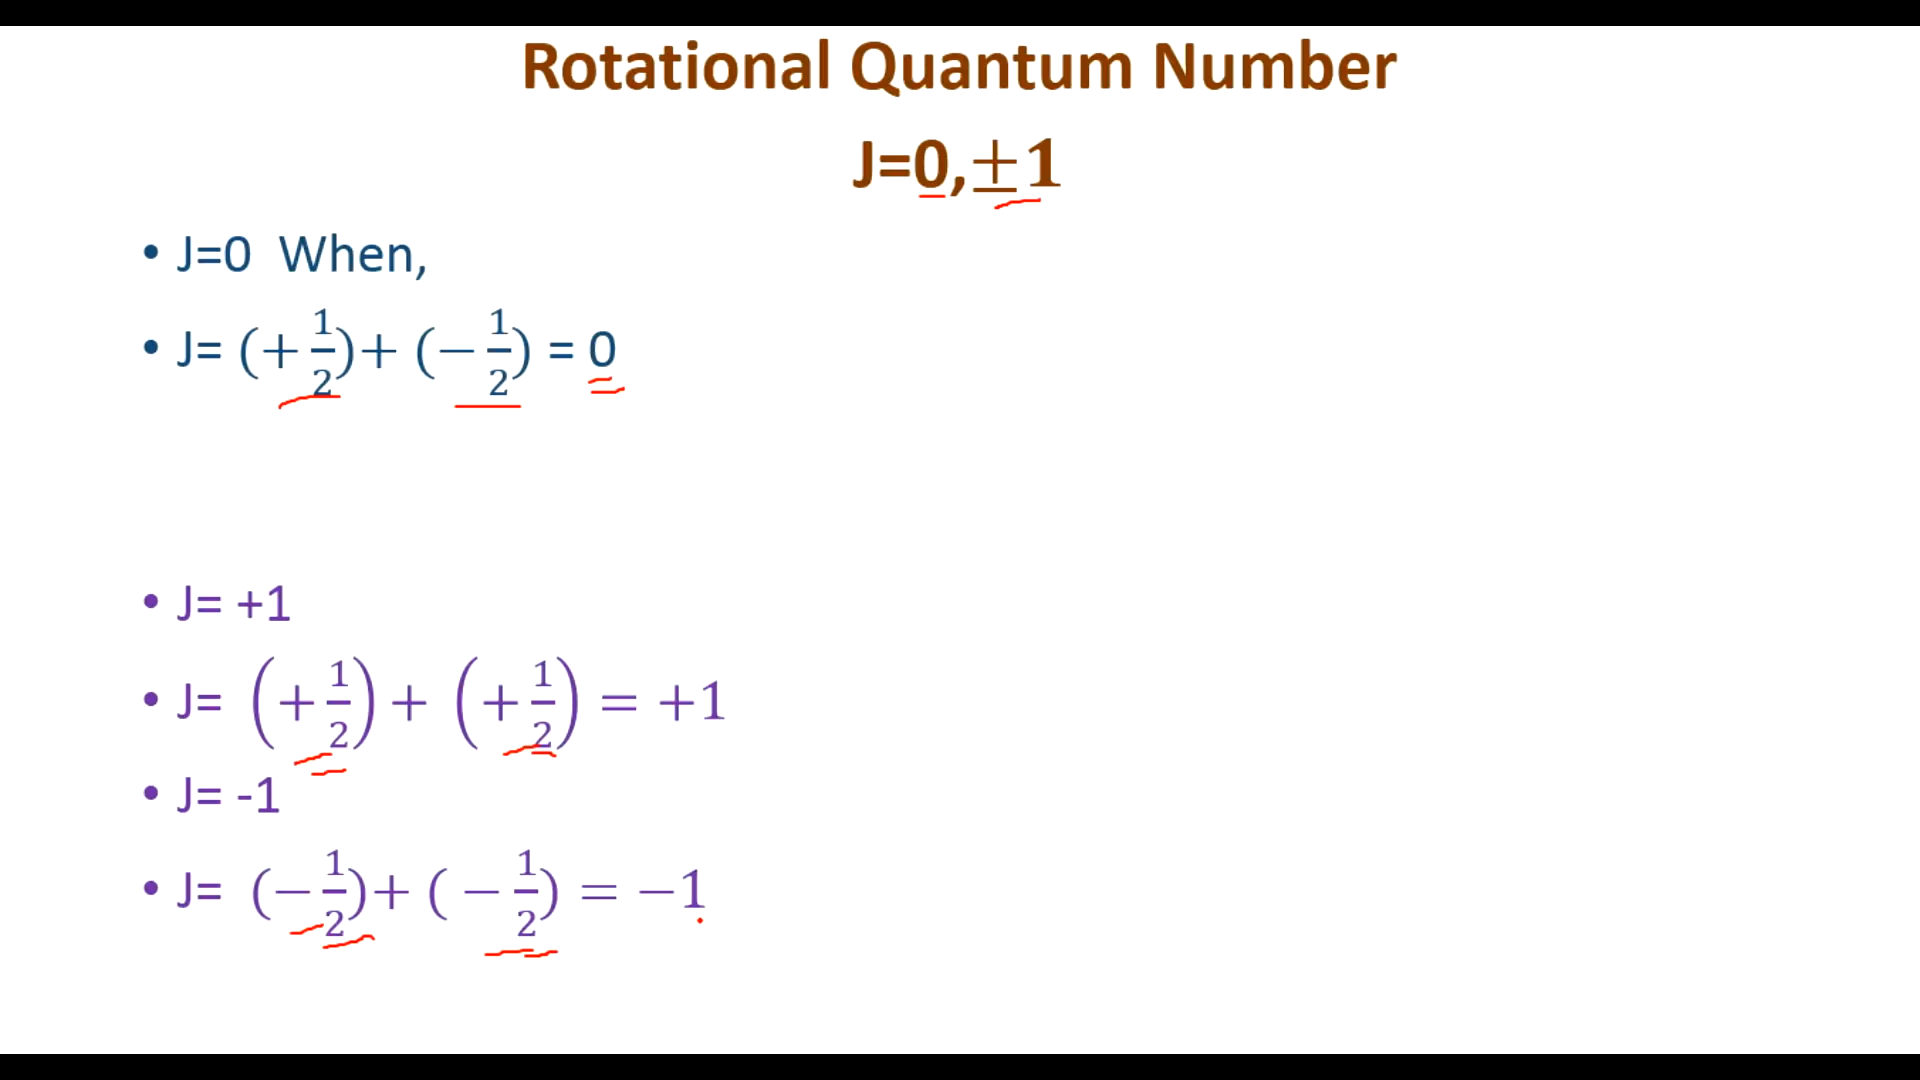 Rotational Quantum Number
J=0,±1
• J=0 When,
• J= (+1/2)+ (−1/2) = 0
• J= +1
• J= (+1/2)+ (+1/2) = +1
• J= -1
• J= (−1/2)+( −1/2) = −1